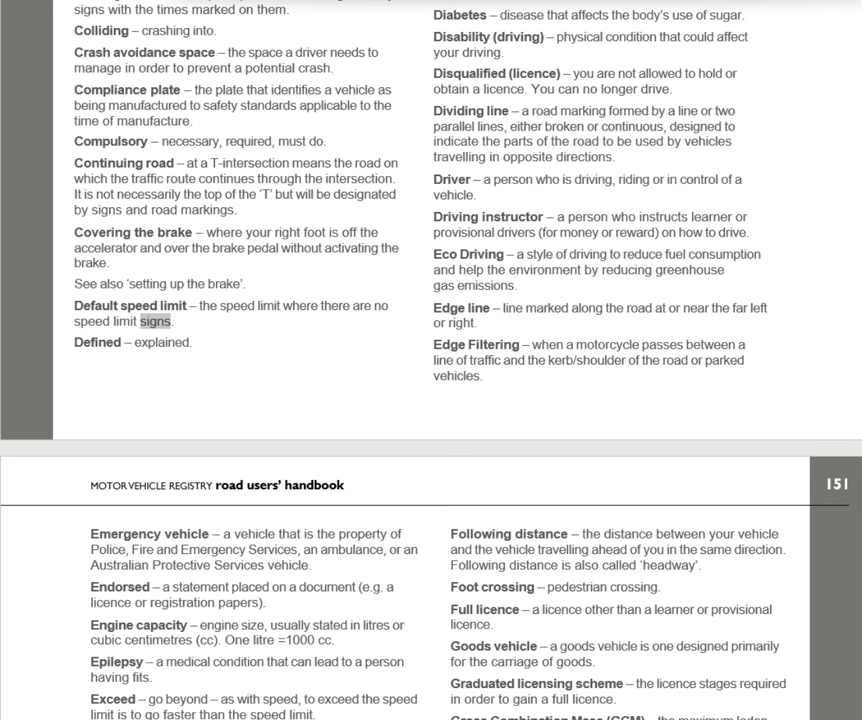 signs with the times marked on them.
Colliding – crashing into.
Crash avoidance space – the space a driver needs to
manage in order to prevent a potential crash.
Compliance plate – the plate that identifies a vehicle as
being manufactured to safety standards applicable to the
time of manufacture.
Compulsory – necessary, required, must do.
Continuing road – at a T-intersection means the road on
which the traffic route continues through the intersection.
It is not necessarily the top of the ‘T’ but will be designated
by signs and road markings.
Covering the brake – where your right foot is off the
accelerator and over the brake pedal without activating the
brake.
See also ‘setting up the brake’.
Default speed limit – the speed limit where there are no
speed limit signs.
Defined – explained.
Diabetes – disease that affects the body’s use of sugar.
Disability (driving) – physical condition that could affect
your driving.
Disqualified (licence) – you are not allowed to hold or
obtain a licence. You can no longer drive.
Dividing line – a road marking formed by a line or two
parallel lines, either broken or continuous, designed to
indicate the parts of the road to be used by vehicles
travelling in opposite directions.
Driver – a person who is driving, riding or in control of a
vehicle.
Driving instructor – a person who instructs learner or
provisional drivers (for money or reward) on how to drive.
Eco Driving – a style of driving to reduce fuel consumption
and help the environment by reducing greenhouse
gas emissions.
Edge line – line marked along the road at or near the far left
or right.
Edge Filtering – when a motorcycle passes between a
line of traffic and the kerb/shoulder of the road or parked
vehicles.
MOTOR VEHICLE REGISTRY road users’ handbook
151
Emergency vehicle – a vehicle that is the property of
Police, Fire and Emergency Services, an ambulance, or an
Australian Protective Services vehicle.
Endorsed – a statement placed on a document (e.g. a
licence or registration papers).
Engine capacity – engine size, usually stated in litres or
cubic centimetres (cc). One litre =1000 cc.
Epilepsy – a medical condition that can lead to a person
having fits.
Exceed – go beyond – as with speed, to exceed the speed
limit is to go faster than the speed limit.
Following distance – the distance between your vehicle
and the vehicle travelling ahead of you in the same direction.
Following distance is also called ‘headway’.
Foot crossing – pedestrian crossing.
Full licence – a licence other than a learner or provisional
licence.
Goods vehicle – a goods vehicle is one designed primarily
for the carriage of goods.
Graduated licensing scheme – the licence stages required
in order to gain a full licence.
Gross Combination Mass (GCM) – the maximum laden